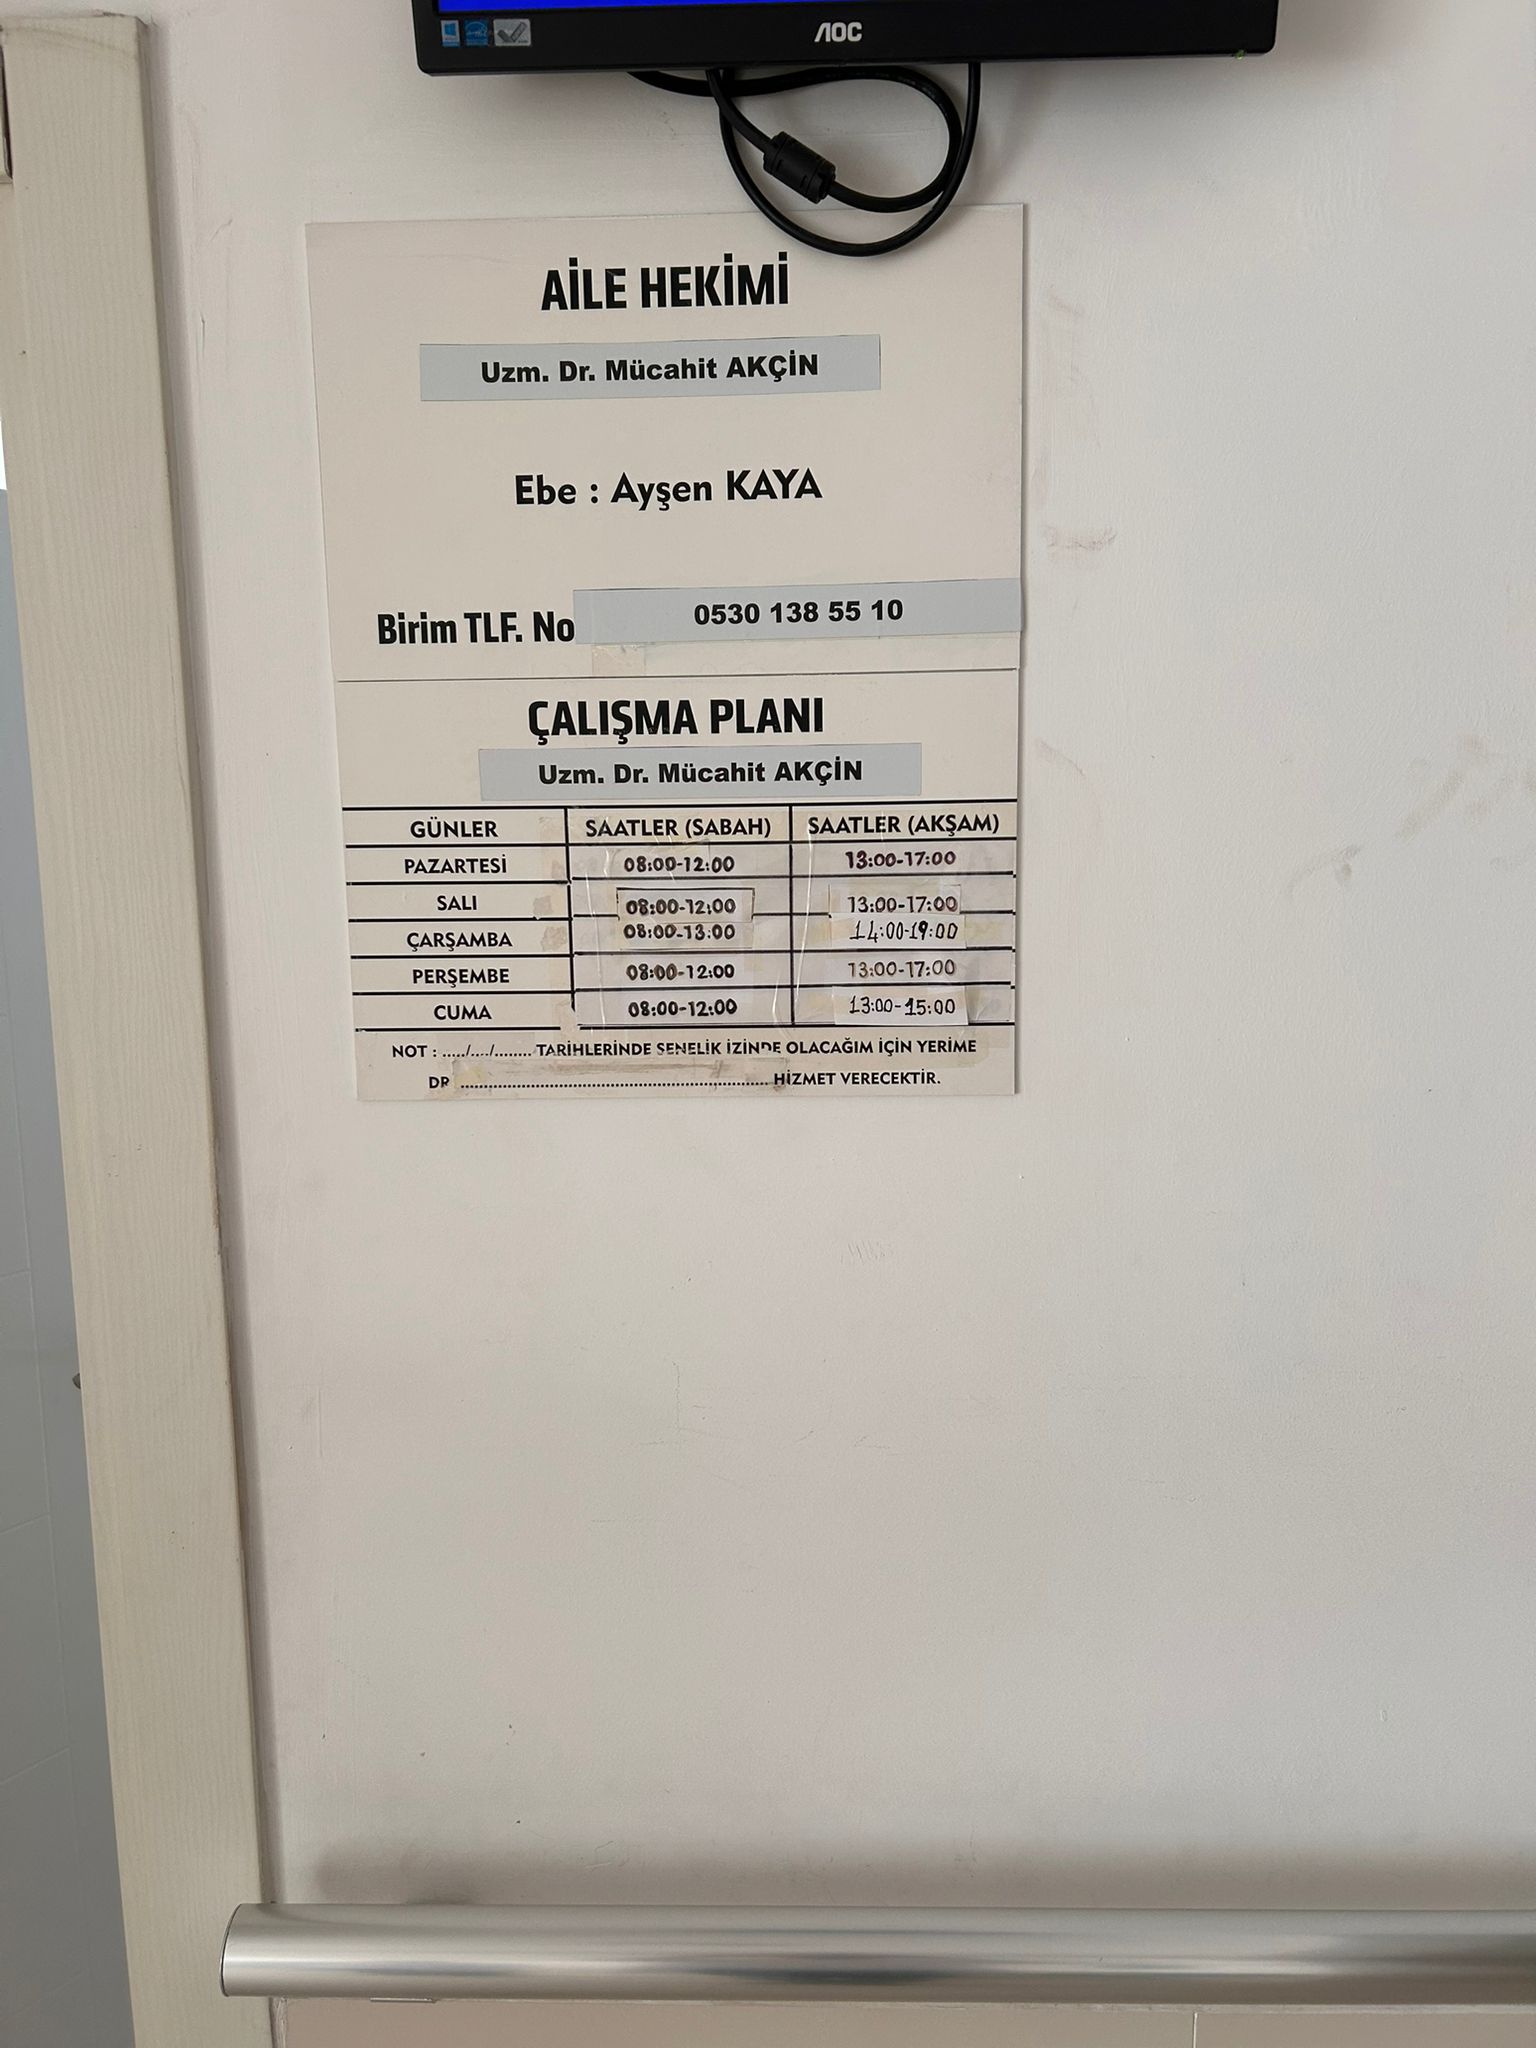 AOC
AİLE HEKİMİ
Uzm. Dr. Mücahit AKÇİN
Ebe : Ayşen KAYA
Birim TLF. No 0530 138 55 10
ÇALIŞMA PLANI
Uzm. Dr. Mücahit AKÇİN
GÜNLER SAATLER (SABAH) SAATLER (AKŞAM)
PAZARTESİ 08:00-12:00 13:00-17:00
SALI 08:00-12:00 13:00-17:00
ÇARŞAMBA 08:00-13:00 14:00-19:00
PERŞEMBE 08:00-12:00 13:00-17:00
CUMA 08:00-12:00 13:00-15:00
NOT : ...../..../........ TARİHLERİNDE SENELİK İZİNDE OLACAĞIM İÇİN YERİME
DR ................................................................ HİZMET VERECEKTİR.